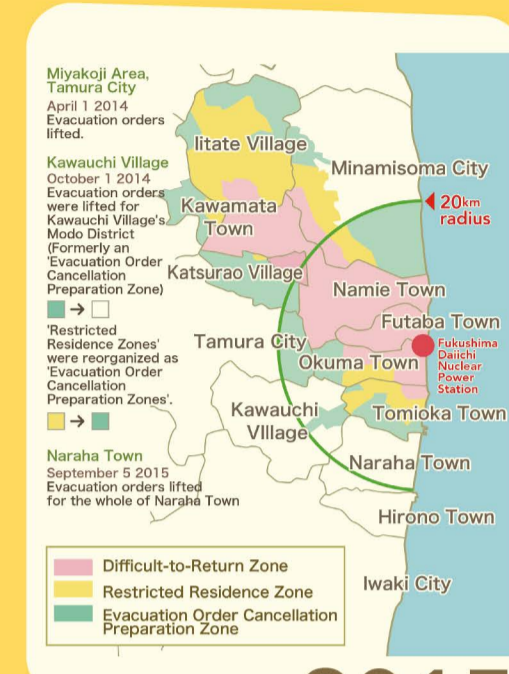 Miyakoji Area,
Tamura City
April 1 2014
Evacuation orders
lifted.
Kawauchi Village
October 1 2014
Evacuation orders
were lifted for
Kawauchi Village's
Modo District
(Formerly an
'Evacuation Order
Cancellation
Preparation Zone)
→
'Restricted
Residence Zones'
were reorganized as
'Evacuation Order
Cancellation
Preparation Zones'.
→
Naraha Town
September 5 2015
Evacuation orders lifted
for the whole of Naraha Town
Iitate Village
Minamisoma City
20km
radius
Kawamata
Town
Katsurao Village
Namie Town
Futaba Town
Tamura City
Fukushima
Daiichi
Nuclear
Power
Station
Okuma Town
Kawauchi
VIllage
Tomioka Town
Naraha Town
Hirono Town
Iwaki City
Difficult-to-Return Zone
Restricted Residence Zone
Evacuation Order Cancellation
Preparation Zone